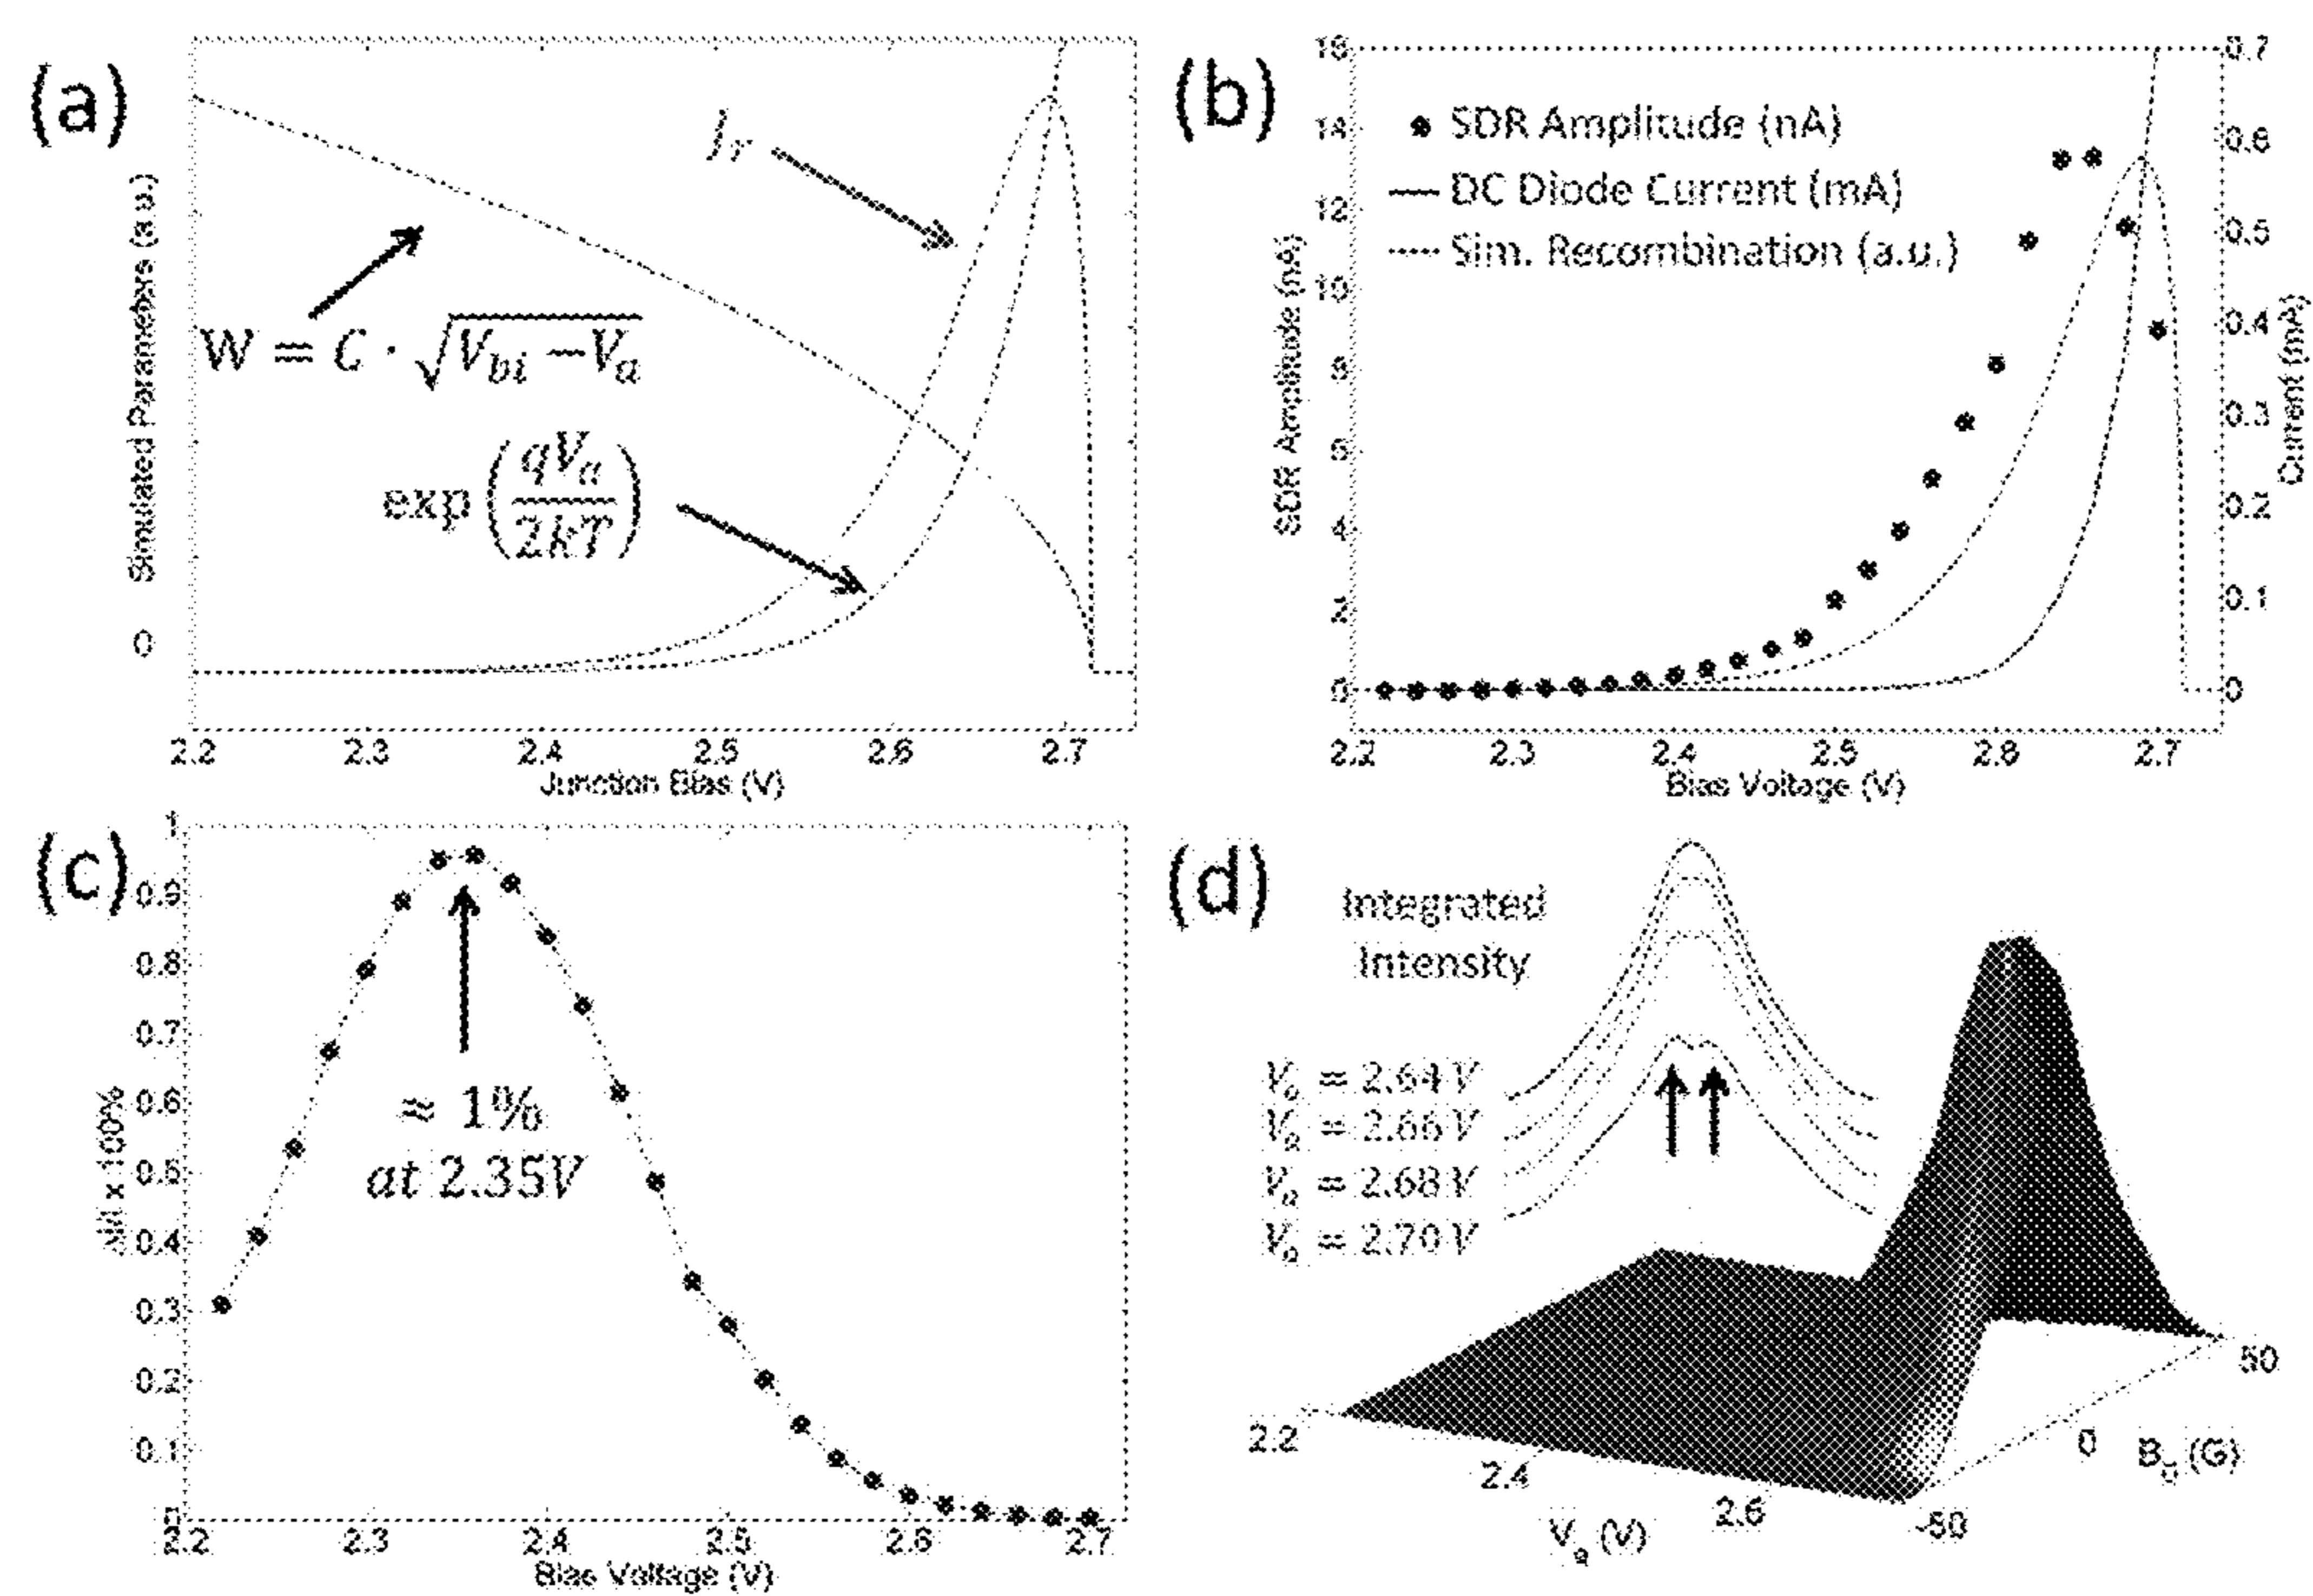 (a)
Simulated Parameters (a.u.)
0
J_r
W = C · √(V_bi − V_a)
exp(qV_a / 2kT)
2.2 2.3 2.4 2.5 2.6 2.7
Junction Bias (V)
(b)
SDR Amplitude (nA)
16
14
12
10
8
6
4
2
0
SDR Amplitude (nA)
DC Diode Current (mA)
Sim. Recombination (a.u.)
0.7
0.6
0.5
0.4
0.3
0.2
0.1
0
Current (mA)
2.2 2.3 2.4 2.5 2.6 2.7
Bias Voltage (V)
(c)
ΔI/I x 100%
1
0.9
0.8
0.7
0.6
0.5
0.4
0.3
0.2
0.1
0
≈ 1%
at 2.35V
2.2 2.3 2.4 2.5 2.6 2.7
Bias Voltage (V)
(d)
Integrated
Intensity
V_a = 2.64 V
V_a = 2.66 V
V_a = 2.68 V
V_a = 2.70 V
2.2
2.4
2.6
V_a (V)
-50
0
50
B_0 (G)